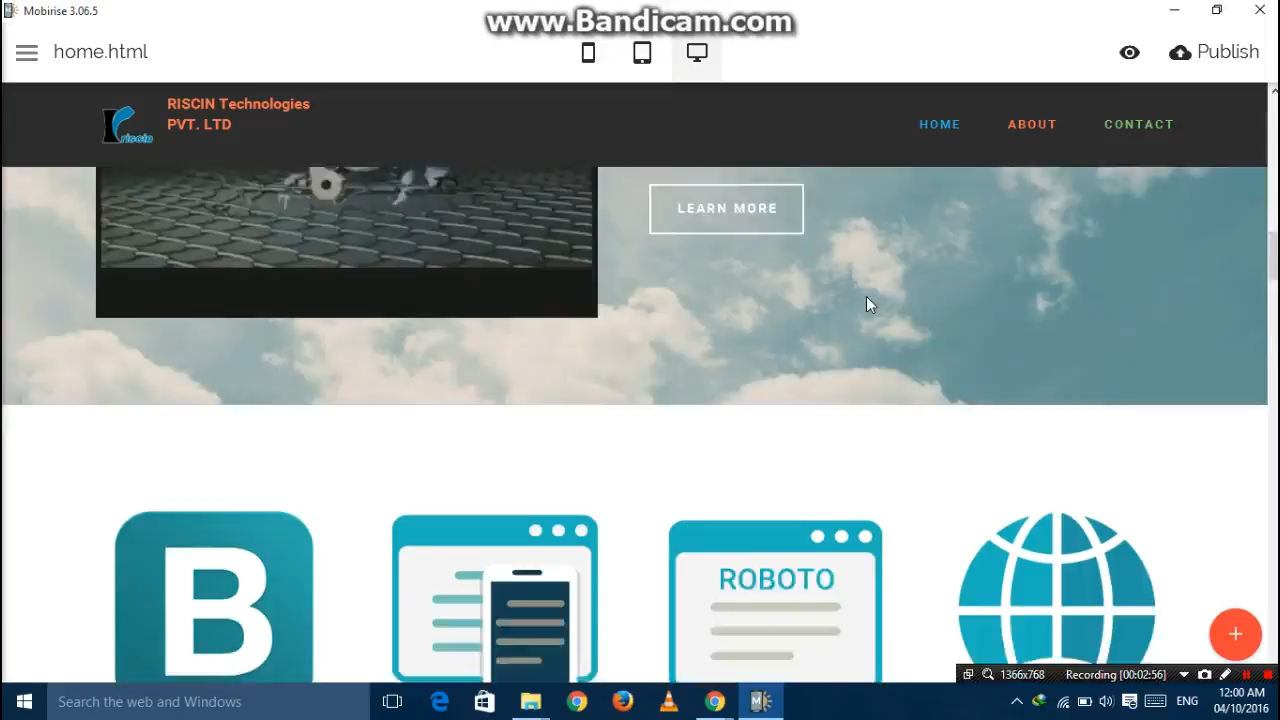 Mobirise 3.06.5
www.Bandicam.com
home.html
Publish
RISCIN Technologies
PVT. LTD
riscin
HOME
ABOUT
CONTACT
LEARN MORE
B
ROBOTO
+
1366x768
Recording [00:02:56]
Search the web and Windows
ENG
12:00 AM
04/10/2016